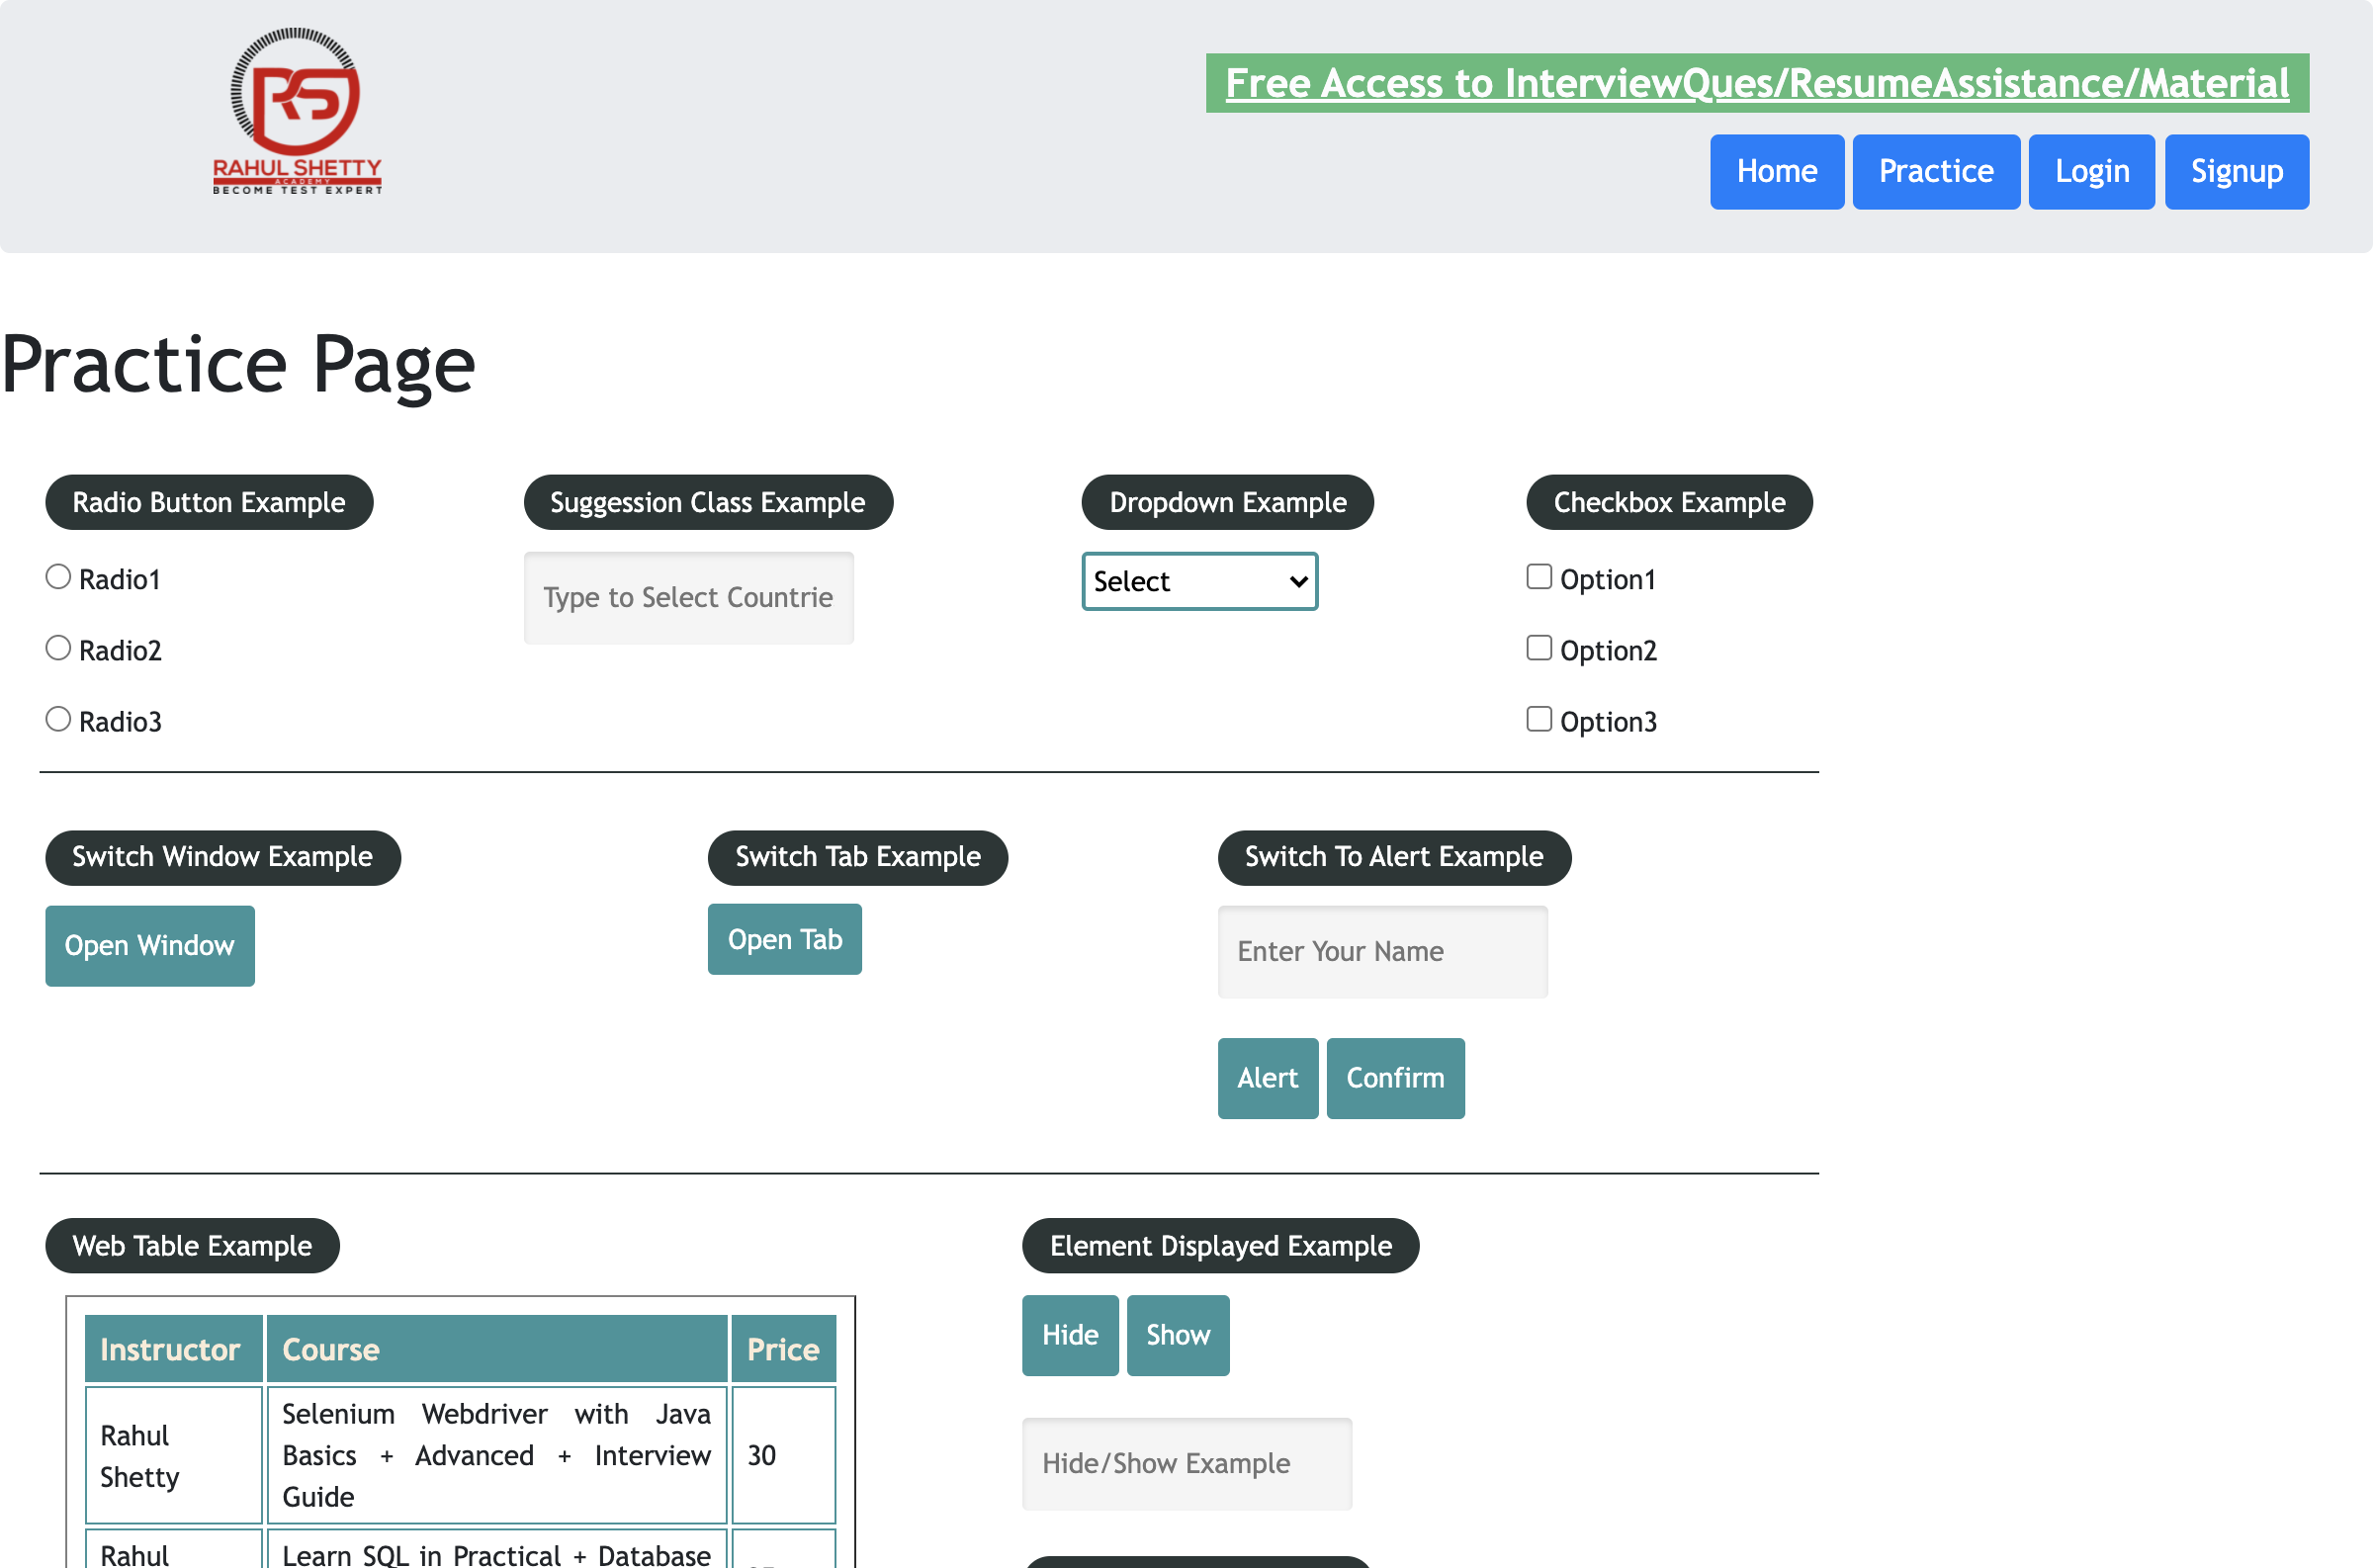 RS
RAHUL SHETTY
ACADEMY
BECOME TEST EXPERT
Free Access to InterviewQues/ResumeAssistance/Material
Home Practice Login Signup
Practice Page
Radio Button Example
Radio1
Radio2
Radio3
Suggession Class Example
Type to Select Countrie
Dropdown Example
Select
Checkbox Example
Option1
Option2
Option3
Switch Window Example
Open Window
Switch Tab Example
Open Tab
Switch To Alert Example
Enter Your Name
Alert Confirm
Web Table Example
Instructor Course Price
Rahul Shetty
Selenium Webdriver with Java
Basics + Advanced + Interview
Guide
30
Rahul
Learn SQL in Practical + Database
Element Displayed Example
Hide Show
Hide/Show Example